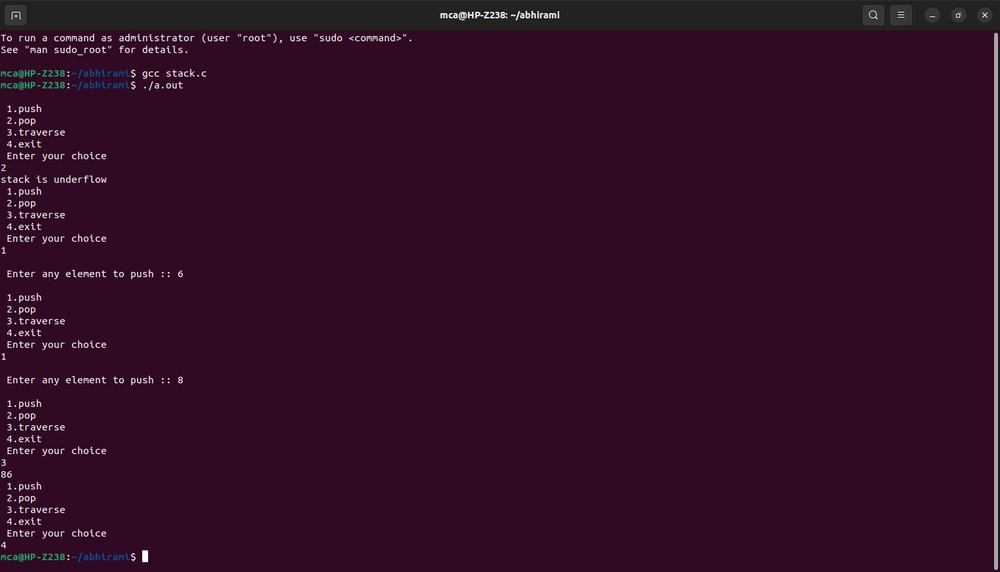 mca@HP-Z238: ~/abhirami
To run a command as administrator (user "root"), use "sudo <command>".
See "man sudo_root" for details.
mca@HP-Z238:~/abhirami$ gcc stack.c
mca@HP-Z238:~/abhirami$ ./a.out
1.push
2.pop
3.traverse
4.exit
Enter your choice
2
stack is underflow
1.push
2.pop
3.traverse
4.exit
Enter your choice
1
Enter any element to push :: 6
1.push
2.pop
3.traverse
4.exit
Enter your choice
1
Enter any element to push :: 8
1.push
2.pop
3.traverse
4.exit
Enter your choice
3
86
1.push
2.pop
3.traverse
4.exit
Enter your choice
4
mca@HP-Z238:~/abhirami$